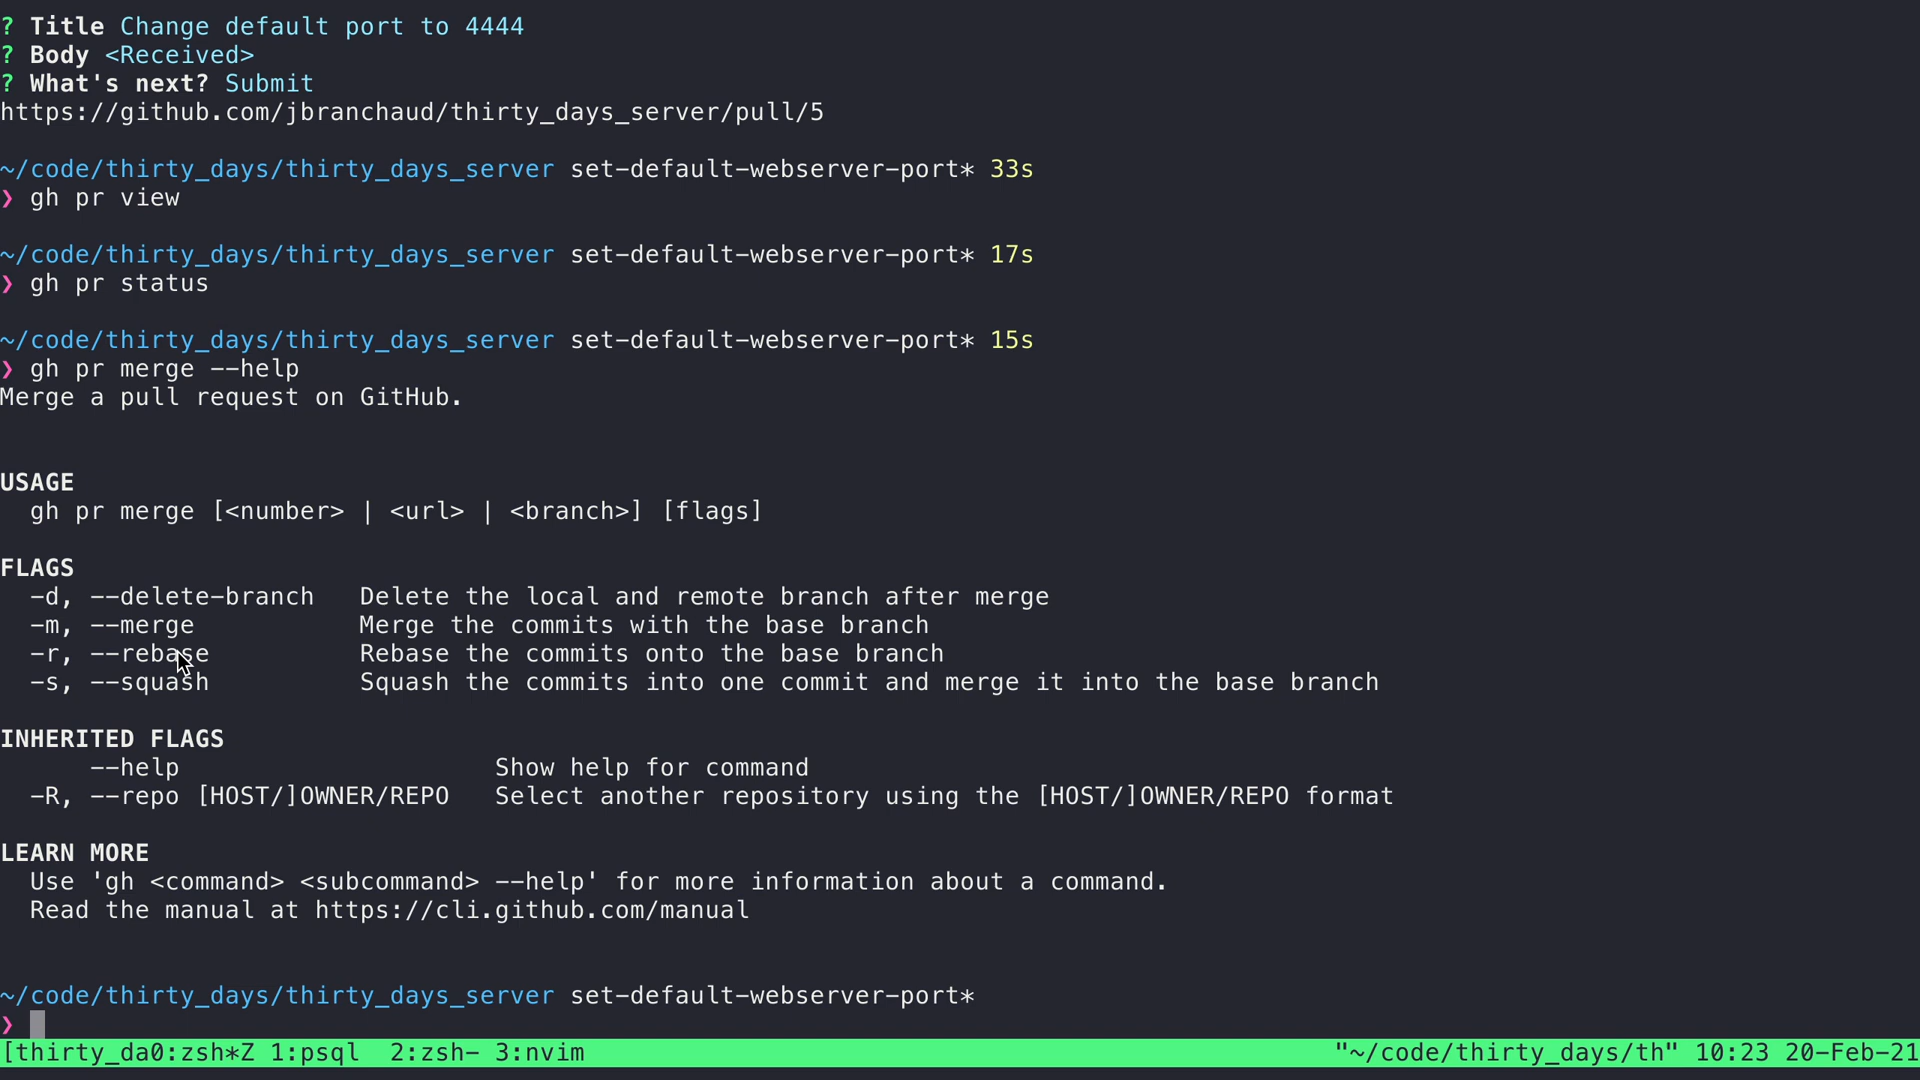 ? Title Change default port to 4444
? Body <Received>
? What's next? Submit
https://github.com/jbranchaud/thirty_days_server/pull/5
~/code/thirty_days/thirty_days_server set-default-webserver-port* 33s
❯ gh pr view
~/code/thirty_days/thirty_days_server set-default-webserver-port* 17s
❯ gh pr status
~/code/thirty_days/thirty_days_server set-default-webserver-port* 15s
❯ gh pr merge --help
Merge a pull request on GitHub.
USAGE
gh pr merge [<number> | <url> | <branch>] [flags]
FLAGS
-d, --delete-branch   Delete the local and remote branch after merge
-m, --merge           Merge the commits with the base branch
-r, --rebase          Rebase the commits onto the base branch
-s, --squash          Squash the commits into one commit and merge it into the base branch
INHERITED FLAGS
--help                     Show help for command
-R, --repo [HOST/]OWNER/REPO   Select another repository using the [HOST/]OWNER/REPO format
LEARN MORE
Use 'gh <command> <subcommand> --help' for more information about a command.
Read the manual at https://cli.github.com/manual
~/code/thirty_days/thirty_days_server set-default-webserver-port*
❯
[thirty_da0:zsh*Z 1:psql  2:zsh- 3:nvim "~/code/thirty_days/th" 10:23 20-Feb-21